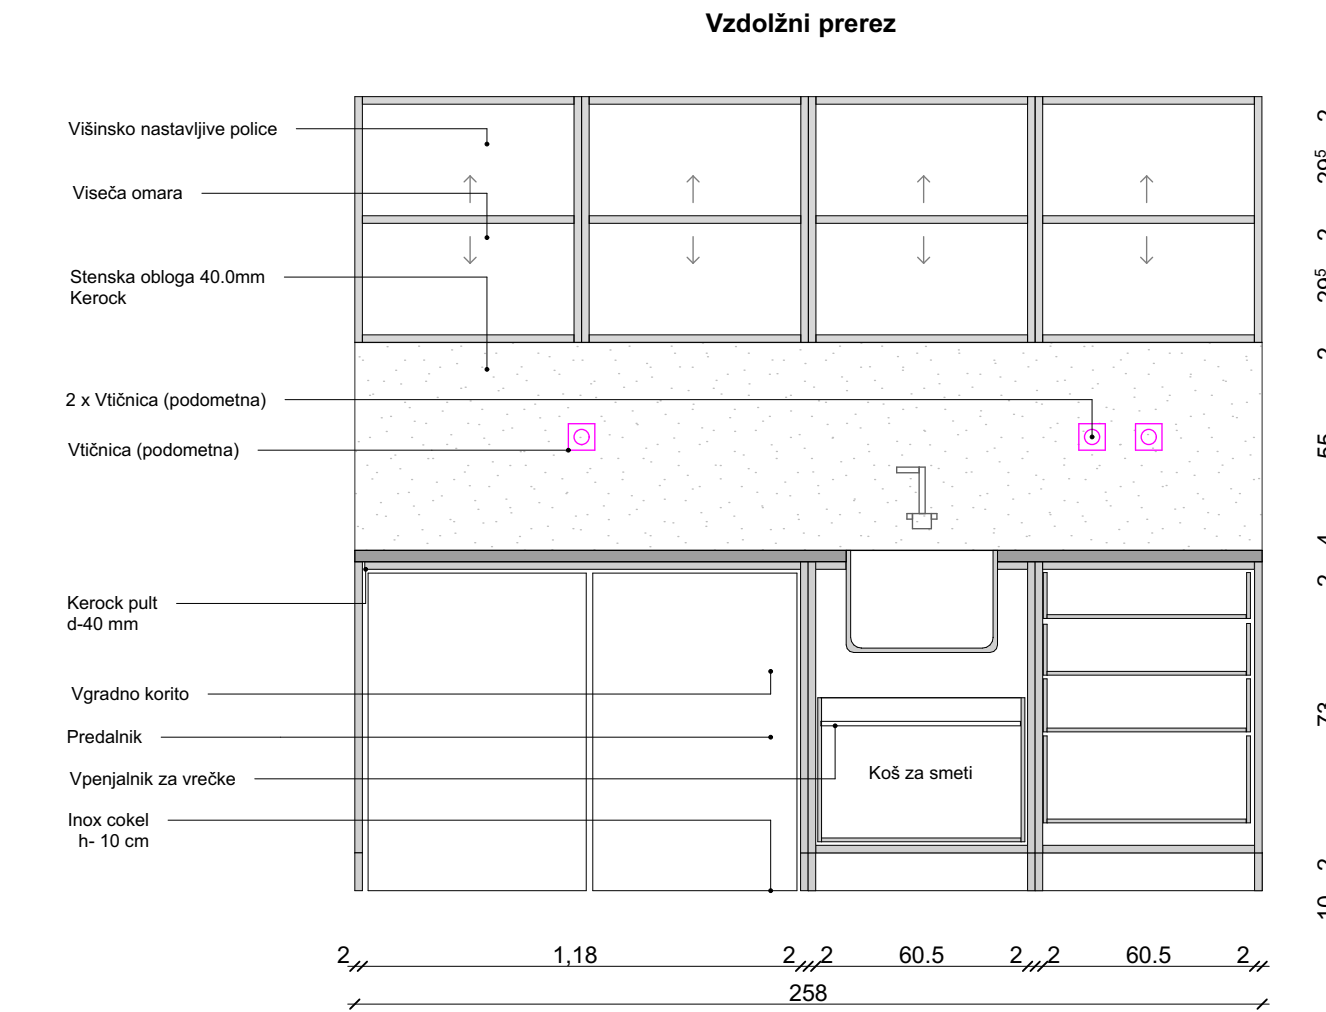 Vzdolžni prerez
Višinsko nastavljive police
Viseča omara
Stenska obloga 40.0mm
Kerock
2 x Vtičnica (podometna)
Vtičnica (podometna)
Kerock pult
d-40 mm
Vgradno korito
Predalnik
Vpenjalnik za vrečke
Koš za smeti
Inox cokel
h- 10 cm
2 1,18 2 2 60.5 2 2 60.5 2
258